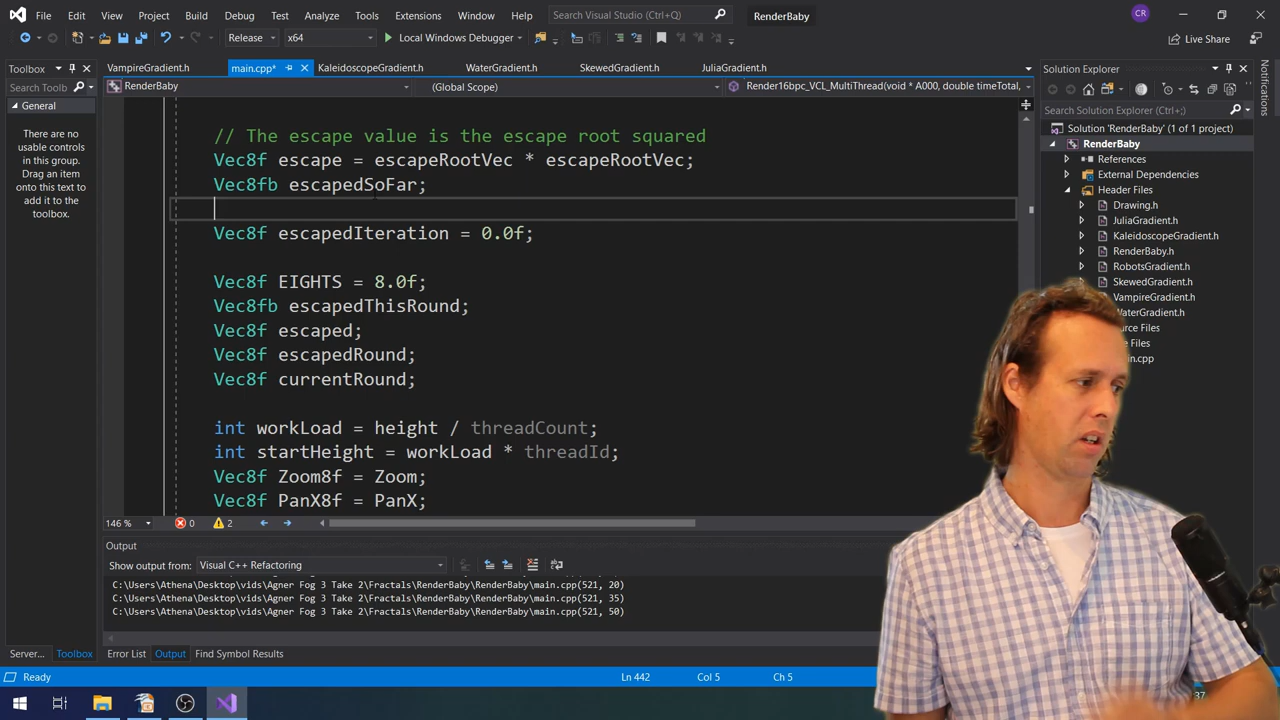 File Edit View Project Build Debug Test Analyze Tools Extensions Window Help Search Visual Studio (Ctrl+Q) RenderBaby CR
Release x64 Local Windows Debugger Live Share
Toolbox VampireGradient.h main.cpp* KaleidoscopeGradient.h WaterGradient.h SkewedGradient.h JuliaGradient.h Solution Explorer Notifications
Search Toolb RenderBaby (Global Scope) Render16bpc_VCL_MultiThread(void * A000, double timeTotal,
General
There are no usable controls in this group. Drag an item onto this text to add it to the toolbox.
// The escape value is the escape root squared
Vec8f escape = escapeRootVec * escapeRootVec;
Vec8fb escapedSoFar;
Vec8f escapedIteration = 0.0f;
Vec8f EIGHTS = 8.0f;
Vec8fb escapedThisRound;
Vec8f escaped;
Vec8f escapedRound;
Vec8f currentRound;
int workLoad = height / threadCount;
int startHeight = workLoad * threadId;
Vec8f Zoom8f = Zoom;
Vec8f PanX8f = PanX;
Search Solution Explorer (Ctrl+;)
Solution 'RenderBaby' (1 of 1 project)
RenderBaby
References
External Dependencies
Header Files
Drawing.h
JuliaGradient.h
KaleidoscopeGradient.h
RenderBaby.h
RobotsGradient.h
SkewedGradient.h
VampireGradient.h
WaterGradient.h
146 % 0 2
Output
Show output from: Visual C++ Refactoring
C:\Users\Athena\Desktop\vids\Agner Fog 3 Take 2\Fractals\RenderBaby\RenderBaby\main.cpp(521, 20)
C:\Users\Athena\Desktop\vids\Agner Fog 3 Take 2\Fractals\RenderBaby\RenderBaby\main.cpp(521, 35)
C:\Users\Athena\Desktop\vids\Agner Fog 3 Take 2\Fractals\RenderBaby\RenderBaby\main.cpp(521, 50)
Server... Toolbox Error List Output Find Symbol Results
Ready Ln 442 Col 5 Ch 5